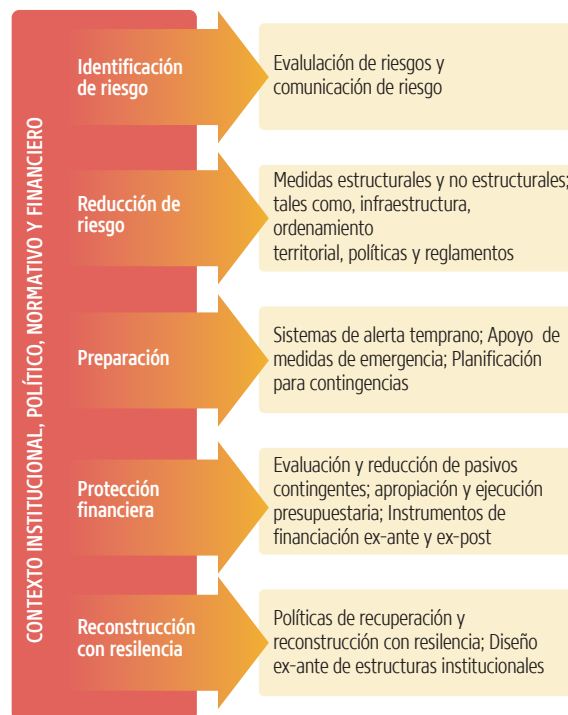 CONTEXTO INSTITUCIONAL, POLÍTICO, NORMATIVO Y FINANCIERO
Identificación
de riesgo
Evalulación de riesgos y
comunicación de riesgo
Reducción de
riesgo
Medidas estructurales y no estructurales;
tales como, infraestructura,
ordenamiento
territorial, políticas y reglamentos
Preparación
Sistemas de alerta temprano; Apoyo de
medidas de emergencia; Planificación
para contingencias
Protección
financiera
Evaluación y reducción de pasivos
contingentes; apropiación y ejecución
presupuestaria; Instrumentos de
financiación ex-ante y ex-post
Reconstrucción
con resilencia
Políticas de recuperación y
reconstrucción con resilencia; Diseño
ex-ante de estructuras institucionales